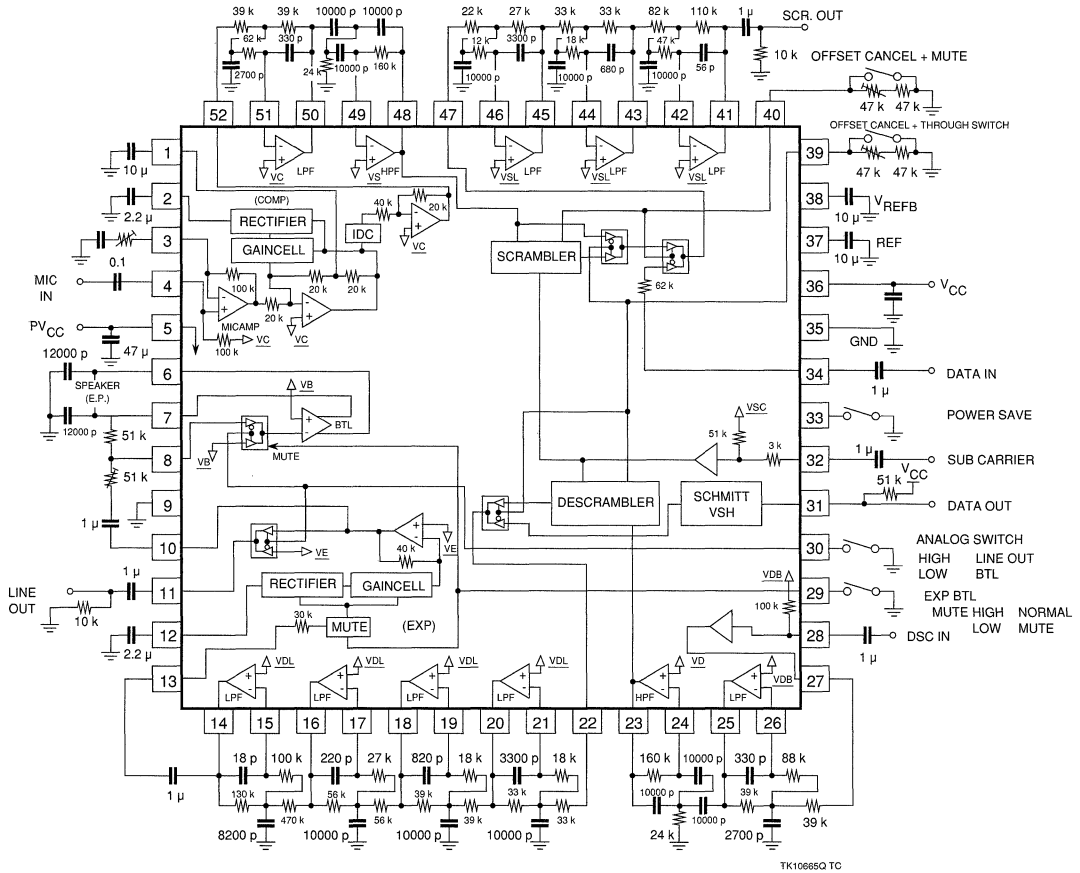 39 k 39 k 10000 p 10000 p 22 k 27 k 33 k 33 k 82 k 110 k 1 µ SCR. OUT
62 k 330 p 12 k 3300 p 18 k 47 k
2700 p 24 k 10000 p 160 k 10000 p 10000 p 680 p 10000 p 56 p 10 k
OFFSET CANCEL + MUTE
47 k 47 k
52 51 50 49 48 47 46 45 44 43 42 41 40
OFFSET CANCEL + THROUGH SWITCH
47 k 47 k
1 2 3 4 5 6 7 8 9 10 11 12 13
10 µ
2.2 µ
0.1
MIC
IN
PVCC
47 µ
12000 p
SPEAKER
(E.P.)
12000 p
51 k
51 k
1 µ
1 µ
LINE
OUT
10 k
2.2 µ
VC LPF VS HPF VSL LPF VSL LPF VSL LPF
(COMP)
RECTIFIER
GAINCELL
IDC
40 k 20 k
VC
100 k 20 k 20 k
20 k
MICAMP
100 k VC VC
SCRAMBLER
62 k
VB
BTL
VB MUTE
VSC
51 k
3 k
DESCRAMBLER
SCHMITT
VSH
VE
VE
40 k
RECTIFIER GAINCELL
30 k
MUTE (EXP)
VDB
100 k
VDL VDL VDL VDL VD VDB
LPF LPF LPF LPF HPF LPF
39
38 VREFB
10 µ
37 REF
10 µ
36 VCC
35 GND
34 DATA IN
1 µ
33 POWER SAVE
32 1 µ SUB CARRIER
VCC
51 k
31 DATA OUT
30 ANALOG SWITCH
HIGH LINE OUT
LOW BTL
29 EXP BTL
MUTE HIGH NORMAL
LOW MUTE
28 DSC IN
1 µ
27
14 15 16 17 18 19 20 21 22 23 24 25 26
18 p 100 k 220 p 27 k 820 p 18 k 3300 p 18 k 160 k 10000 p 330 p 88 k
1 µ
130 k 56 k 39 k 33 k 10000 p 39 k
470 k 56 k 39 k 33 k 10000 p 39 k
8200 p 10000 p 10000 p 10000 p 24 k 2700 p
TK10665Q TC